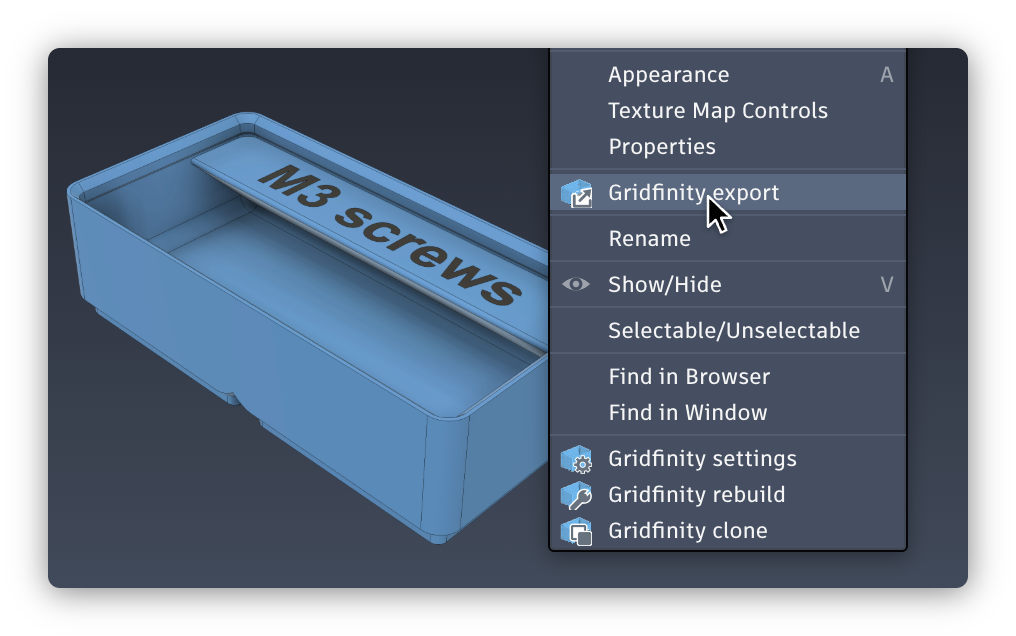 M3 screws
Appearance A
Texture Map Controls
Properties
Gridfinity export
Rename
Show/Hide V
Selectable/Unselectable
Find in Browser
Find in Window
Gridfinity settings
Gridfinity rebuild
Gridfinity clone